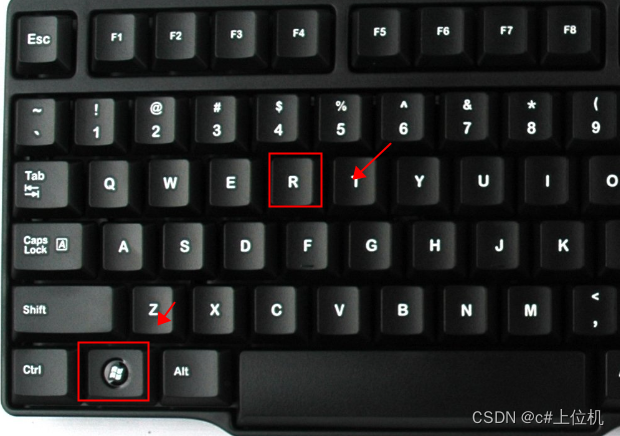 Esc F1 F2 F3 F4 F5 F6 F7 F8
~ ! @ # $ % ^ & * (
` 1 2 3 4 5 6 7 8 9
Tab Q W E R T Y U I O
Caps Lock A A S D F G H J K
Shift Z X C V B N M < ,
Ctrl Alt
CSDN @c#上位机